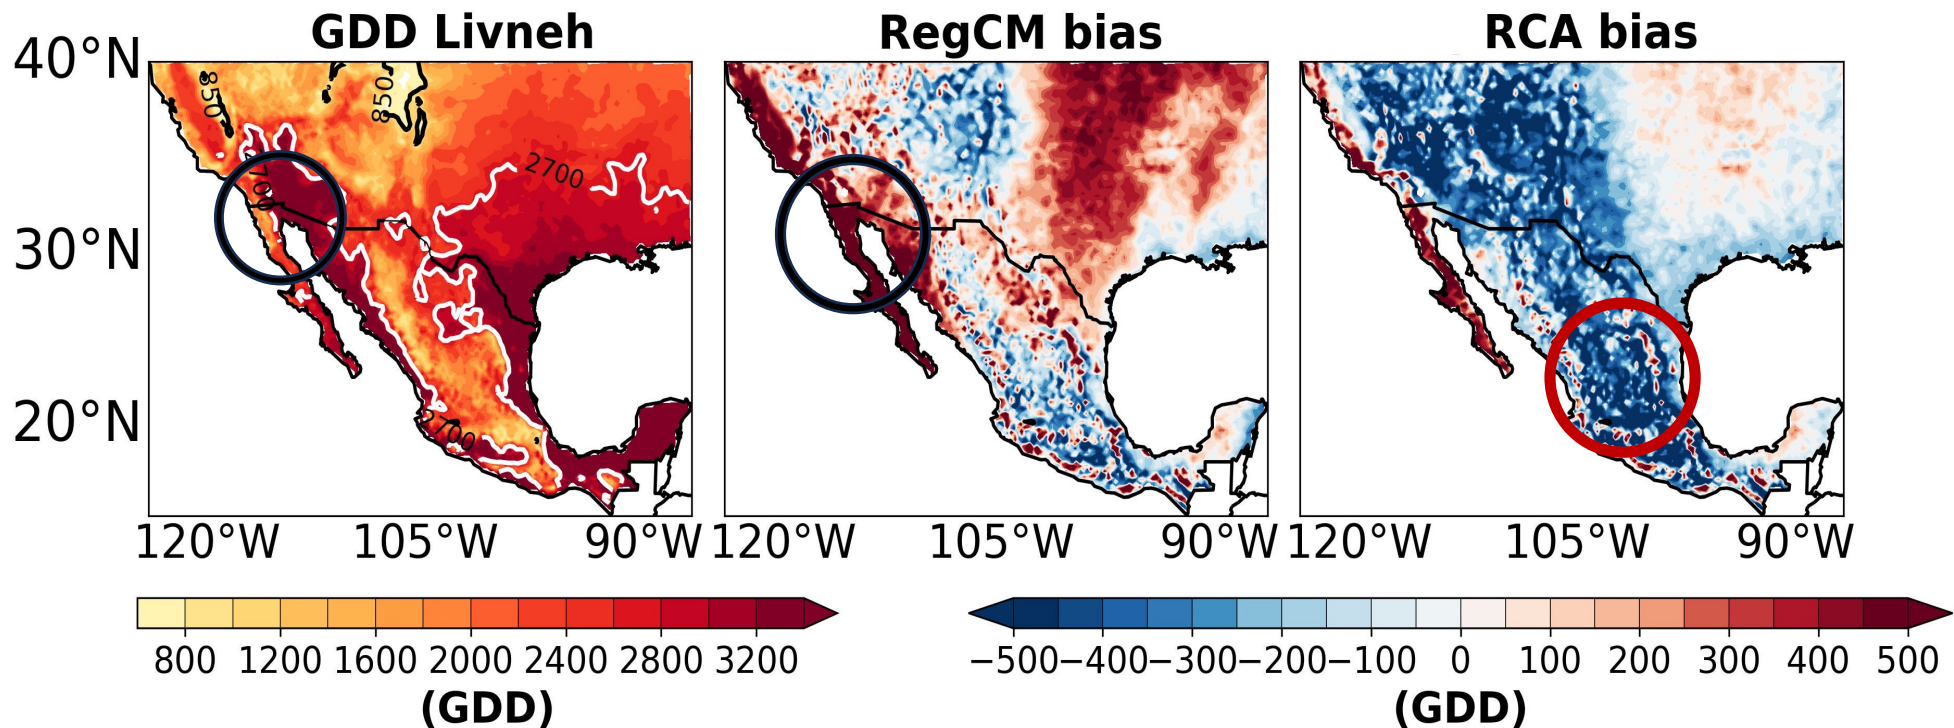 GDD Livneh RegCM bias RCA bias
40°N
30°N
20°N
850
850
2700
2700
2700
120°W 105°W 90°W 120°W 105°W 90°W 120°W 105°W 90°W
800 1200 1600 2000 2400 2800 3200
(GDD)
−500 −400 −300 −200 −100 0 100 200 300 400 500
(GDD)